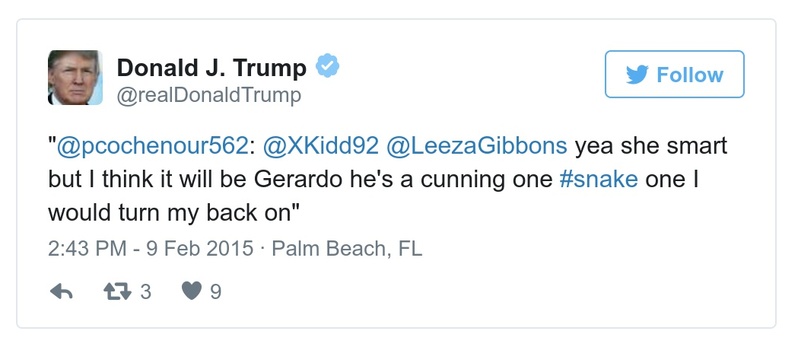 Donald J. Trump
@realDonaldTrump
Follow
"@pcochenour562: @XKidd92 @LeezaGibbons yea she smart
but I think it will be Gerardo he's a cunning one #snake one I
would turn my back on"
2:43 PM - 9 Feb 2015 · Palm Beach, FL
3
9